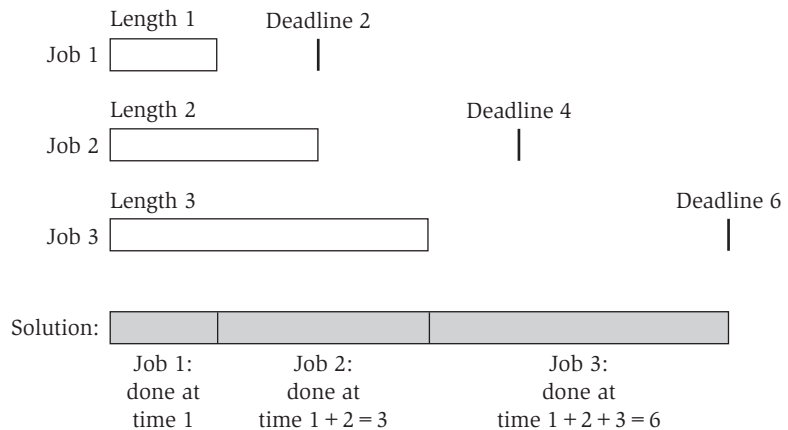 Length 1
Deadline 2
Job 1
Length 2
Deadline 4
Job 2
Length 3
Deadline 6
Job 3
Solution:
Job 1:
done at
time 1
Job 2:
done at
time 1 + 2 = 3
Job 3:
done at
time 1 + 2 + 3 = 6